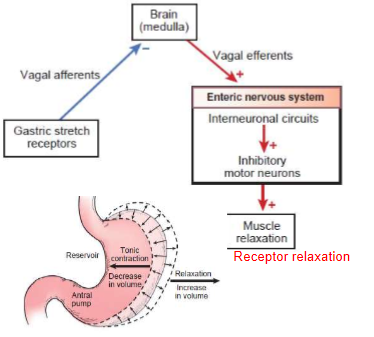 Brain
(medulla)
−
Vagal afferents
Vagal efferents
+
Gastric stretch
receptors
Enteric nervous system
Interneuronal circuits
+
Inhibitory
motor neurons
+
Muscle
relaxation
Receptor relaxation
Reservoir
Tonic
contraction
Decrease
in volume
Relaxation
Increase
in volume
Antral
pump